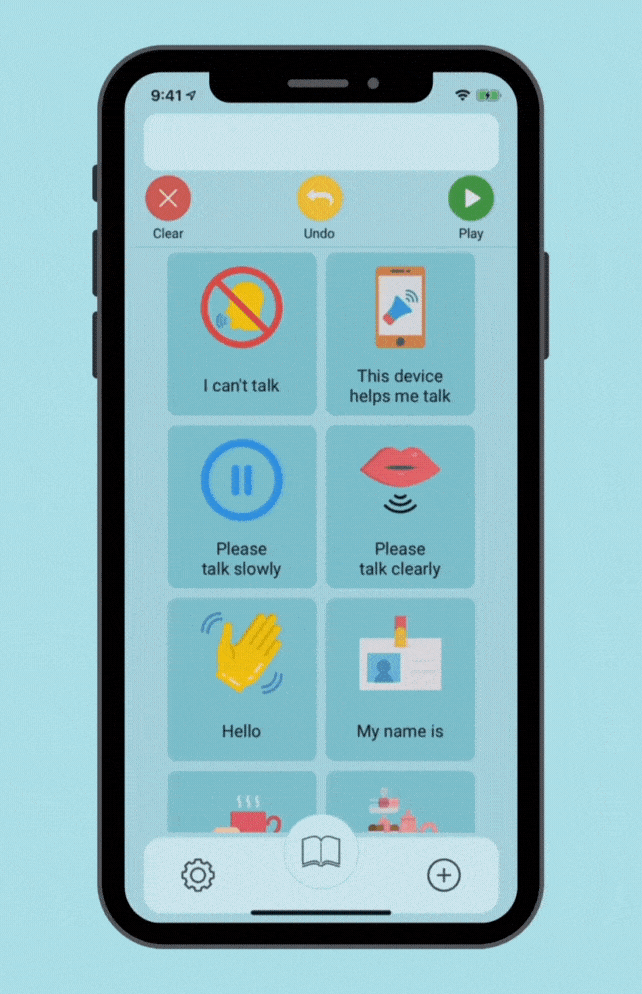 9:41
Clear
Undo
Play
I can't talk
This device
helps me talk
Please
talk slowly
Please
talk clearly
Hello
My name is